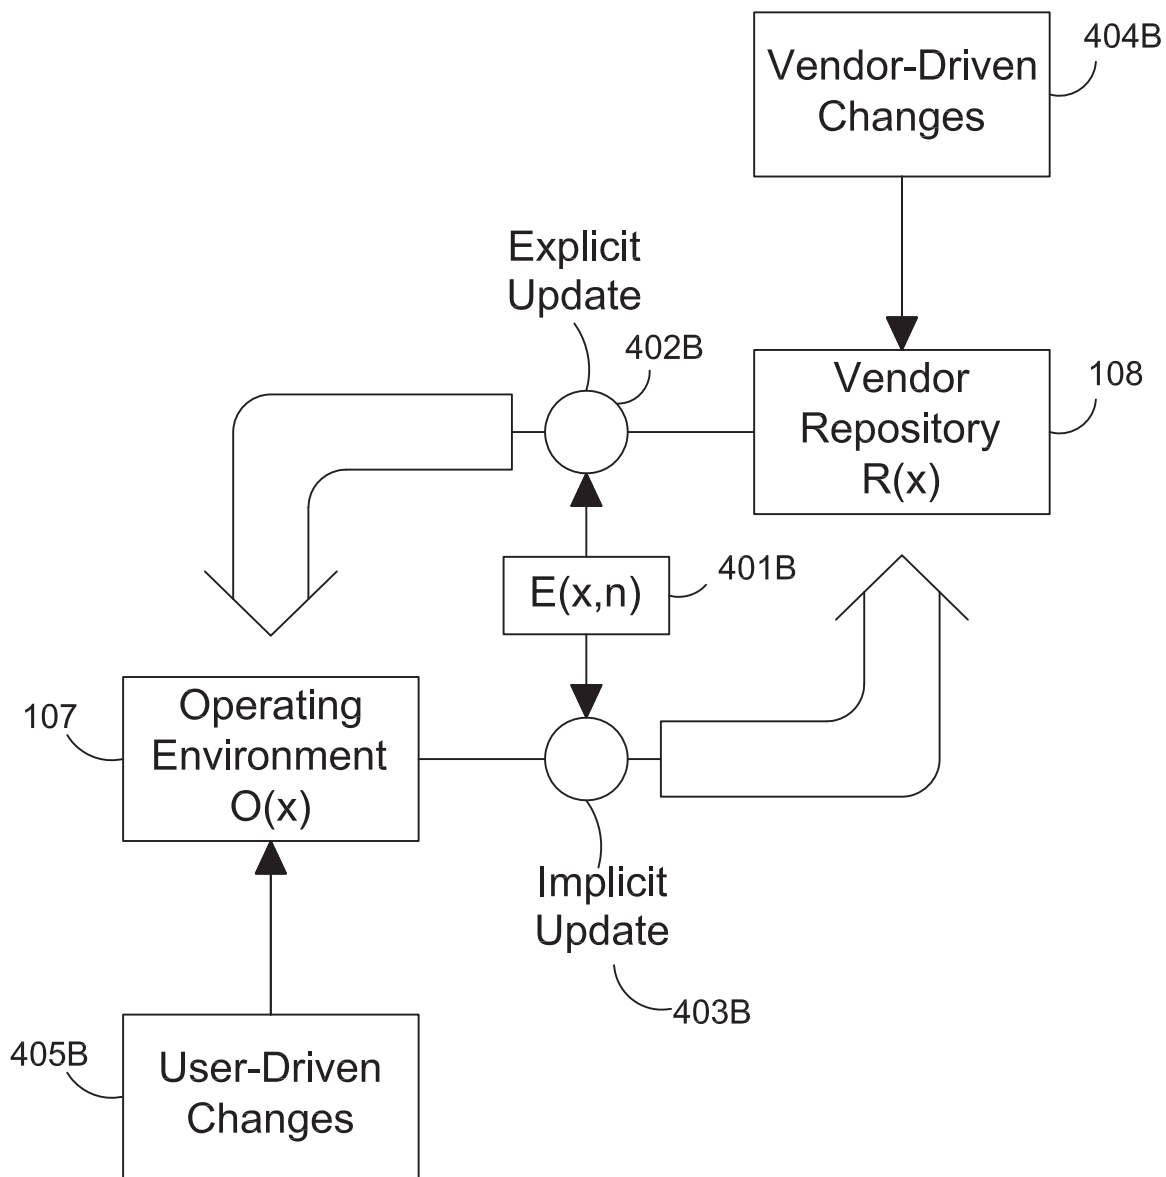 Vendor-Driven
Changes
404B
Explicit
Update
402B
Vendor
Repository
R(x)
108
E(x,n)
401B
107
Operating
Environment
O(x)
Implicit
Update
403B
405B
User-Driven
Changes